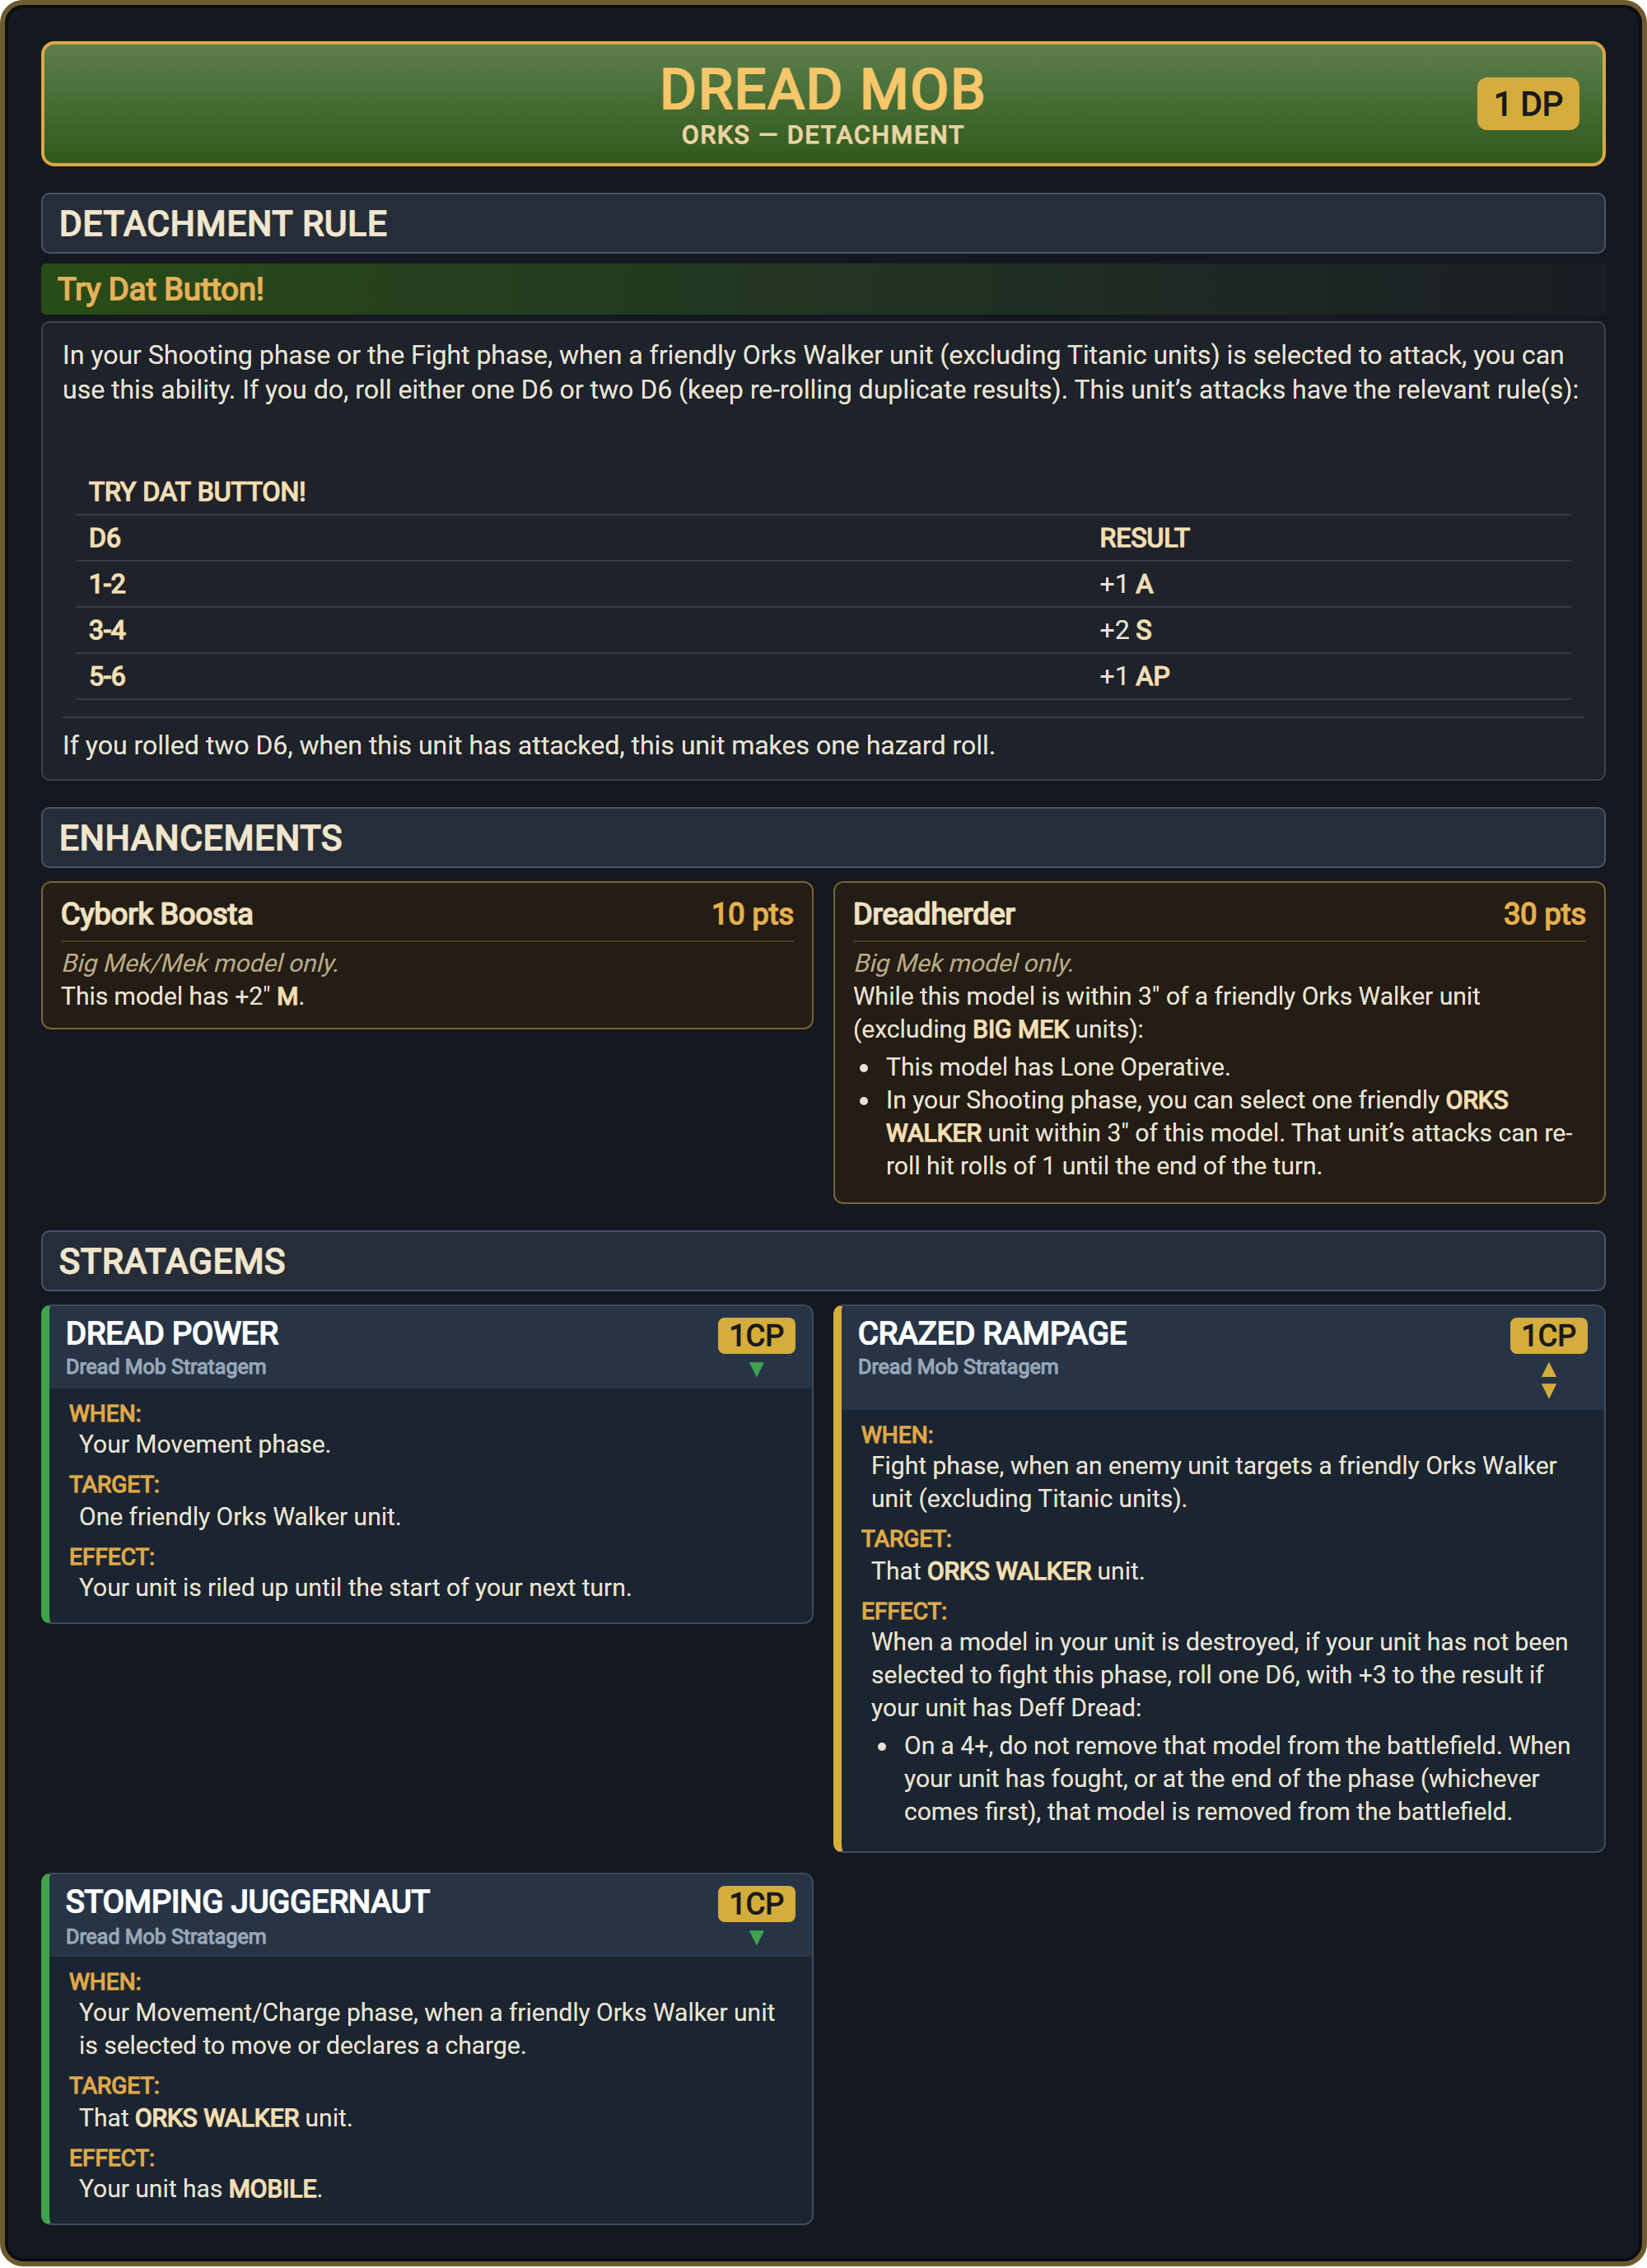 DREAD MOB
ORKS — DETACHMENT
1 DP
DETACHMENT RULE
Try Dat Button!
In your Shooting phase or the Fight phase, when a friendly Orks Walker unit (excluding Titanic units) is selected to attack, you can
use this ability. If you do, roll either one D6 or two D6 (keep re-rolling duplicate results). This unit’s attacks have the relevant rule(s):
TRY DAT BUTTON!
D6 RESULT
1-2 +1 A
3-4 +2 S
5-6 +1 AP
If you rolled two D6, when this unit has attacked, this unit makes one hazard roll.
ENHANCEMENTS
Cybork Boosta 10 pts
Big Mek/Mek model only.
This model has +2" M.
Dreadherder 30 pts
Big Mek model only.
While this model is within 3" of a friendly Orks Walker unit
(excluding BIG MEK units):
• This model has Lone Operative.
• In your Shooting phase, you can select one friendly ORKS
WALKER unit within 3" of this model. That unit’s attacks can re-
roll hit rolls of 1 until the end of the turn.
STRATAGEMS
DREAD POWER 1CP
Dread Mob Stratagem ▼
WHEN:
Your Movement phase.
TARGET:
One friendly Orks Walker unit.
EFFECT:
Your unit is riled up until the start of your next turn.
CRAZED RAMPAGE 1CP
Dread Mob Stratagem ▲
▼
WHEN:
Fight phase, when an enemy unit targets a friendly Orks Walker
unit (excluding Titanic units).
TARGET:
That ORKS WALKER unit.
EFFECT:
When a model in your unit is destroyed, if your unit has not been
selected to fight this phase, roll one D6, with +3 to the result if
your unit has Deff Dread:
• On a 4+, do not remove that model from the battlefield. When
your unit has fought, or at the end of the phase (whichever
comes first), that model is removed from the battlefield.
STOMPING JUGGERNAUT 1CP
Dread Mob Stratagem ▼
WHEN:
Your Movement/Charge phase, when a friendly Orks Walker unit
is selected to move or declares a charge.
TARGET:
That ORKS WALKER unit.
EFFECT:
Your unit has MOBILE.